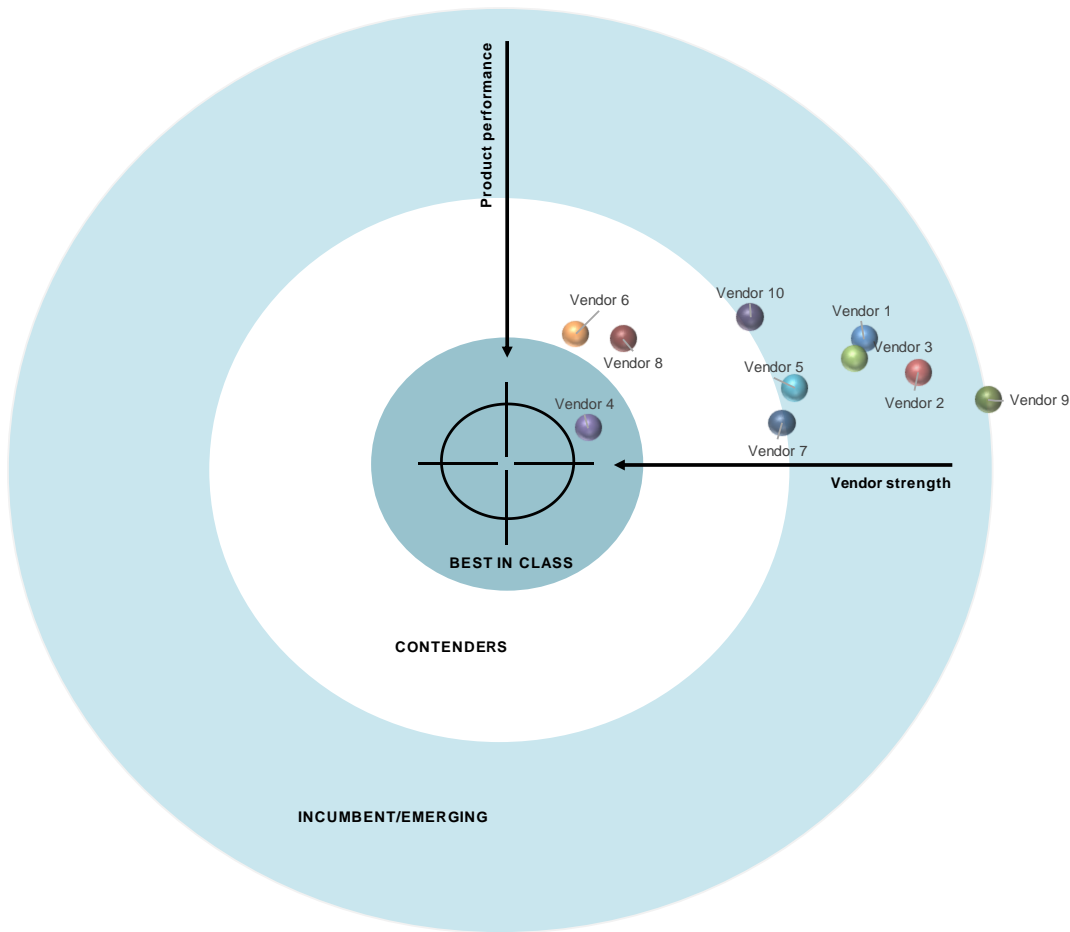 Product performance
Vendor 6
Vendor 10
Vendor 1
Vendor 3
Vendor 8
Vendor 5
Vendor 4
Vendor 2
Vendor 9
Vendor 7
Vendor strength
BEST IN CLASS
CONTENDERS
INCUMBENT/EMERGING